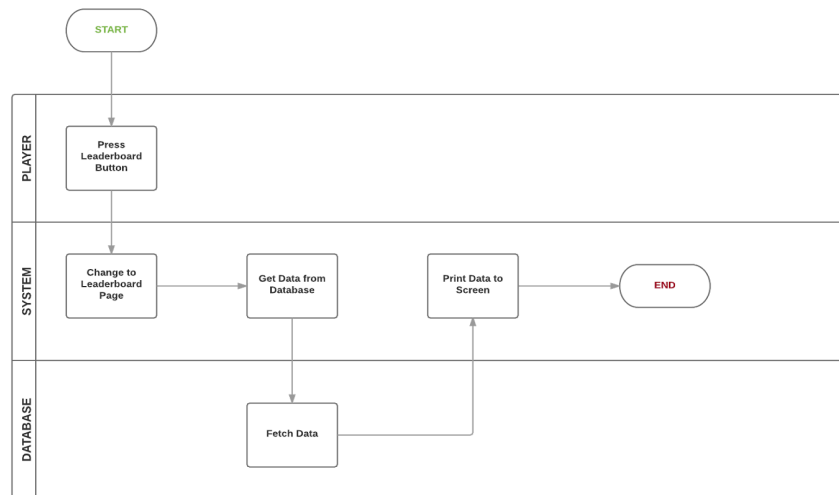 START
PLAYER
Press
Leaderboard
Button
SYSTEM
Change to
Leaderboard
Page
Get Data from
Database
Print Data to
Screen
END
DATABASE
Fetch Data